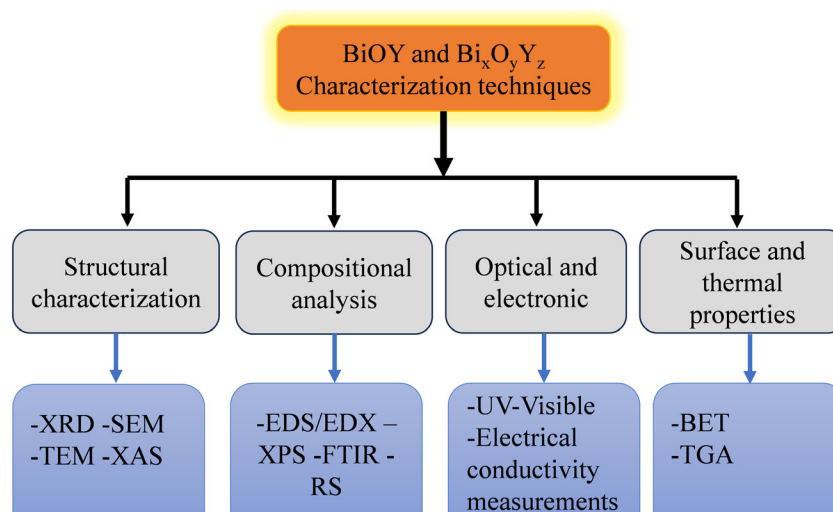 BiOY and BiₓOᵧY_z
Characterization techniques
Structural
characterization
Compositional
analysis
Optical and
electronic
Surface and
thermal
properties
-XRD -SEM
-TEM -XAS
-EDS/EDX –
XPS -FTIR -
RS
-UV-Visible
-Electrical
conductivity
measurements
-BET
-TGA